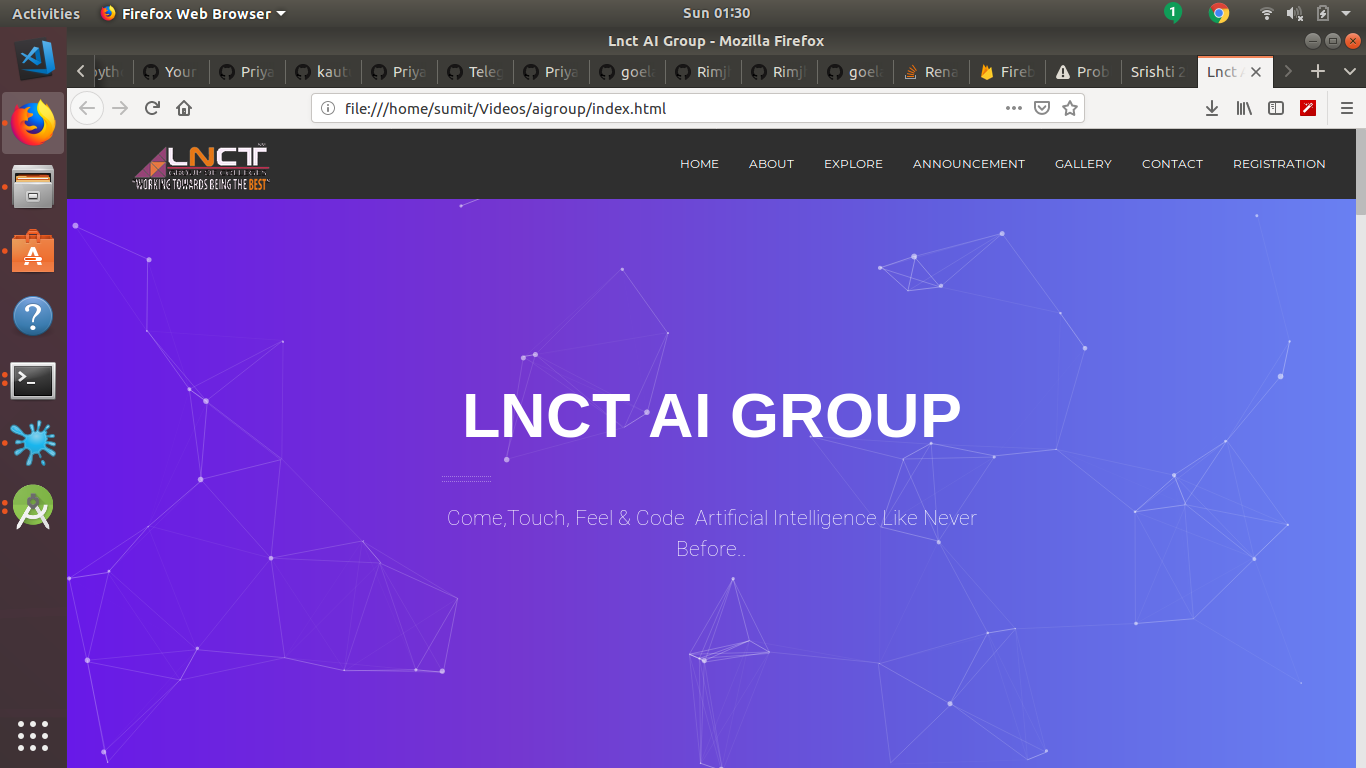 Activities Firefox Web Browser Sun 01:30 1
Lnct AI Group - Mozilla Firefox
Your Priya kaut Priya Teleg Priya goela Rimjh Rimjh goela Rena Fireb Prob Srishti 2 Lnct
file:///home/sumit/Videos/aigroup/index.html
LNCT
GROUP OF COLLEGES
"WORKING TOWARDS BEING THE BEST"
HOME ABOUT EXPLORE ANNOUNCEMENT GALLERY CONTACT REGISTRATION
LNCT AI GROUP
Come,Touch, Feel & Code Artificial Intelligence Like Never
Before..